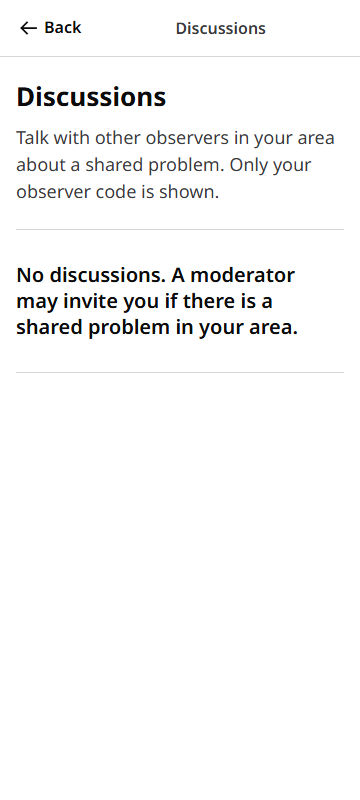 Back
Discussions
Discussions
Talk with other observers in your area
about a shared problem. Only your
observer code is shown.
No discussions. A moderator
may invite you if there is a
shared problem in your area.